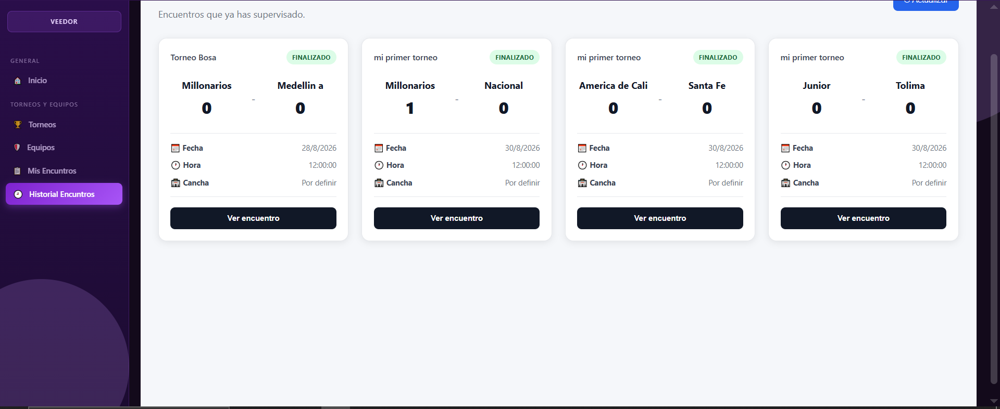 VEEDOR
GENERAL
Inicio
TORNEOS Y EQUIPOS
Torneos
Equipos
Mis Encuntros
Historial Encuntros
Actualizar
Encuentros que ya has supervisado.
Torneo Bosa
FINALIZADO
Millonarios
Medellin a
0
-
0
Fecha
28/8/2026
Hora
12:00:00
Cancha
Por definir
Ver encuentro
mi primer torneo
FINALIZADO
Millonarios
Nacional
1
-
0
Fecha
30/8/2026
Hora
12:00:00
Cancha
Por definir
Ver encuentro
mi primer torneo
FINALIZADO
America de Cali
Santa Fe
0
-
0
Fecha
30/8/2026
Hora
12:00:00
Cancha
Por definir
Ver encuentro
mi primer torneo
FINALIZADO
Junior
Tolima
0
-
0
Fecha
30/8/2026
Hora
12:00:00
Cancha
Por definir
Ver encuentro